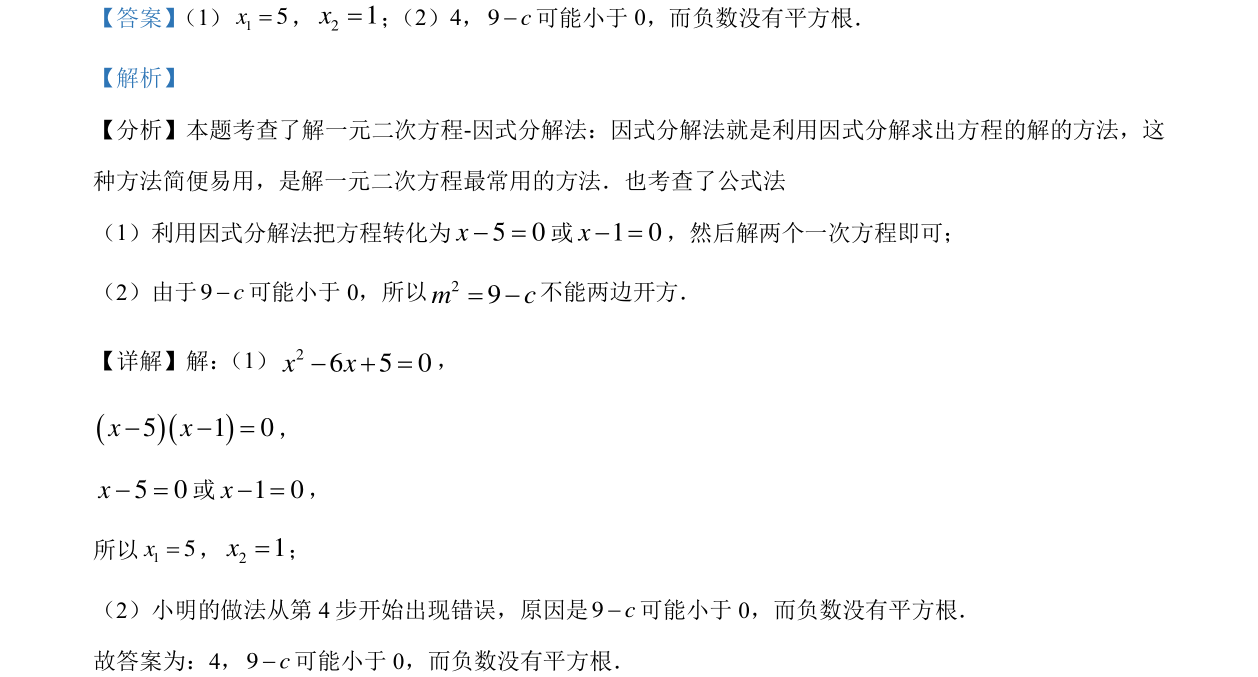 【答案】（1）x₁ = 5，x₂ = 1；（2）4，9 − c 可能小于 0，而负数没有平方根．
【解析】
【分析】本题考查了解一元二次方程-因式分解法：因式分解法就是利用因式分解求出方程的解的方法，这
种方法简便易用，是解一元二次方程最常用的方法．也考查了公式法
（1）利用因式分解法把方程转化为 x − 5 = 0 或 x − 1 = 0，然后解两个一次方程即可；
（2）由于 9 − c 可能小于 0，所以 m² = 9 − c 不能两边开方．
【详解】解：（1）x² − 6x + 5 = 0，
(x − 5)(x − 1) = 0，
x − 5 = 0 或 x − 1 = 0，
所以 x₁ = 5，x₂ = 1；
（2）小明的做法从第 4 步开始出现错误，原因是 9 − c 可能小于 0，而负数没有平方根．
故答案为：4，9 − c 可能小于 0，而负数没有平方根．